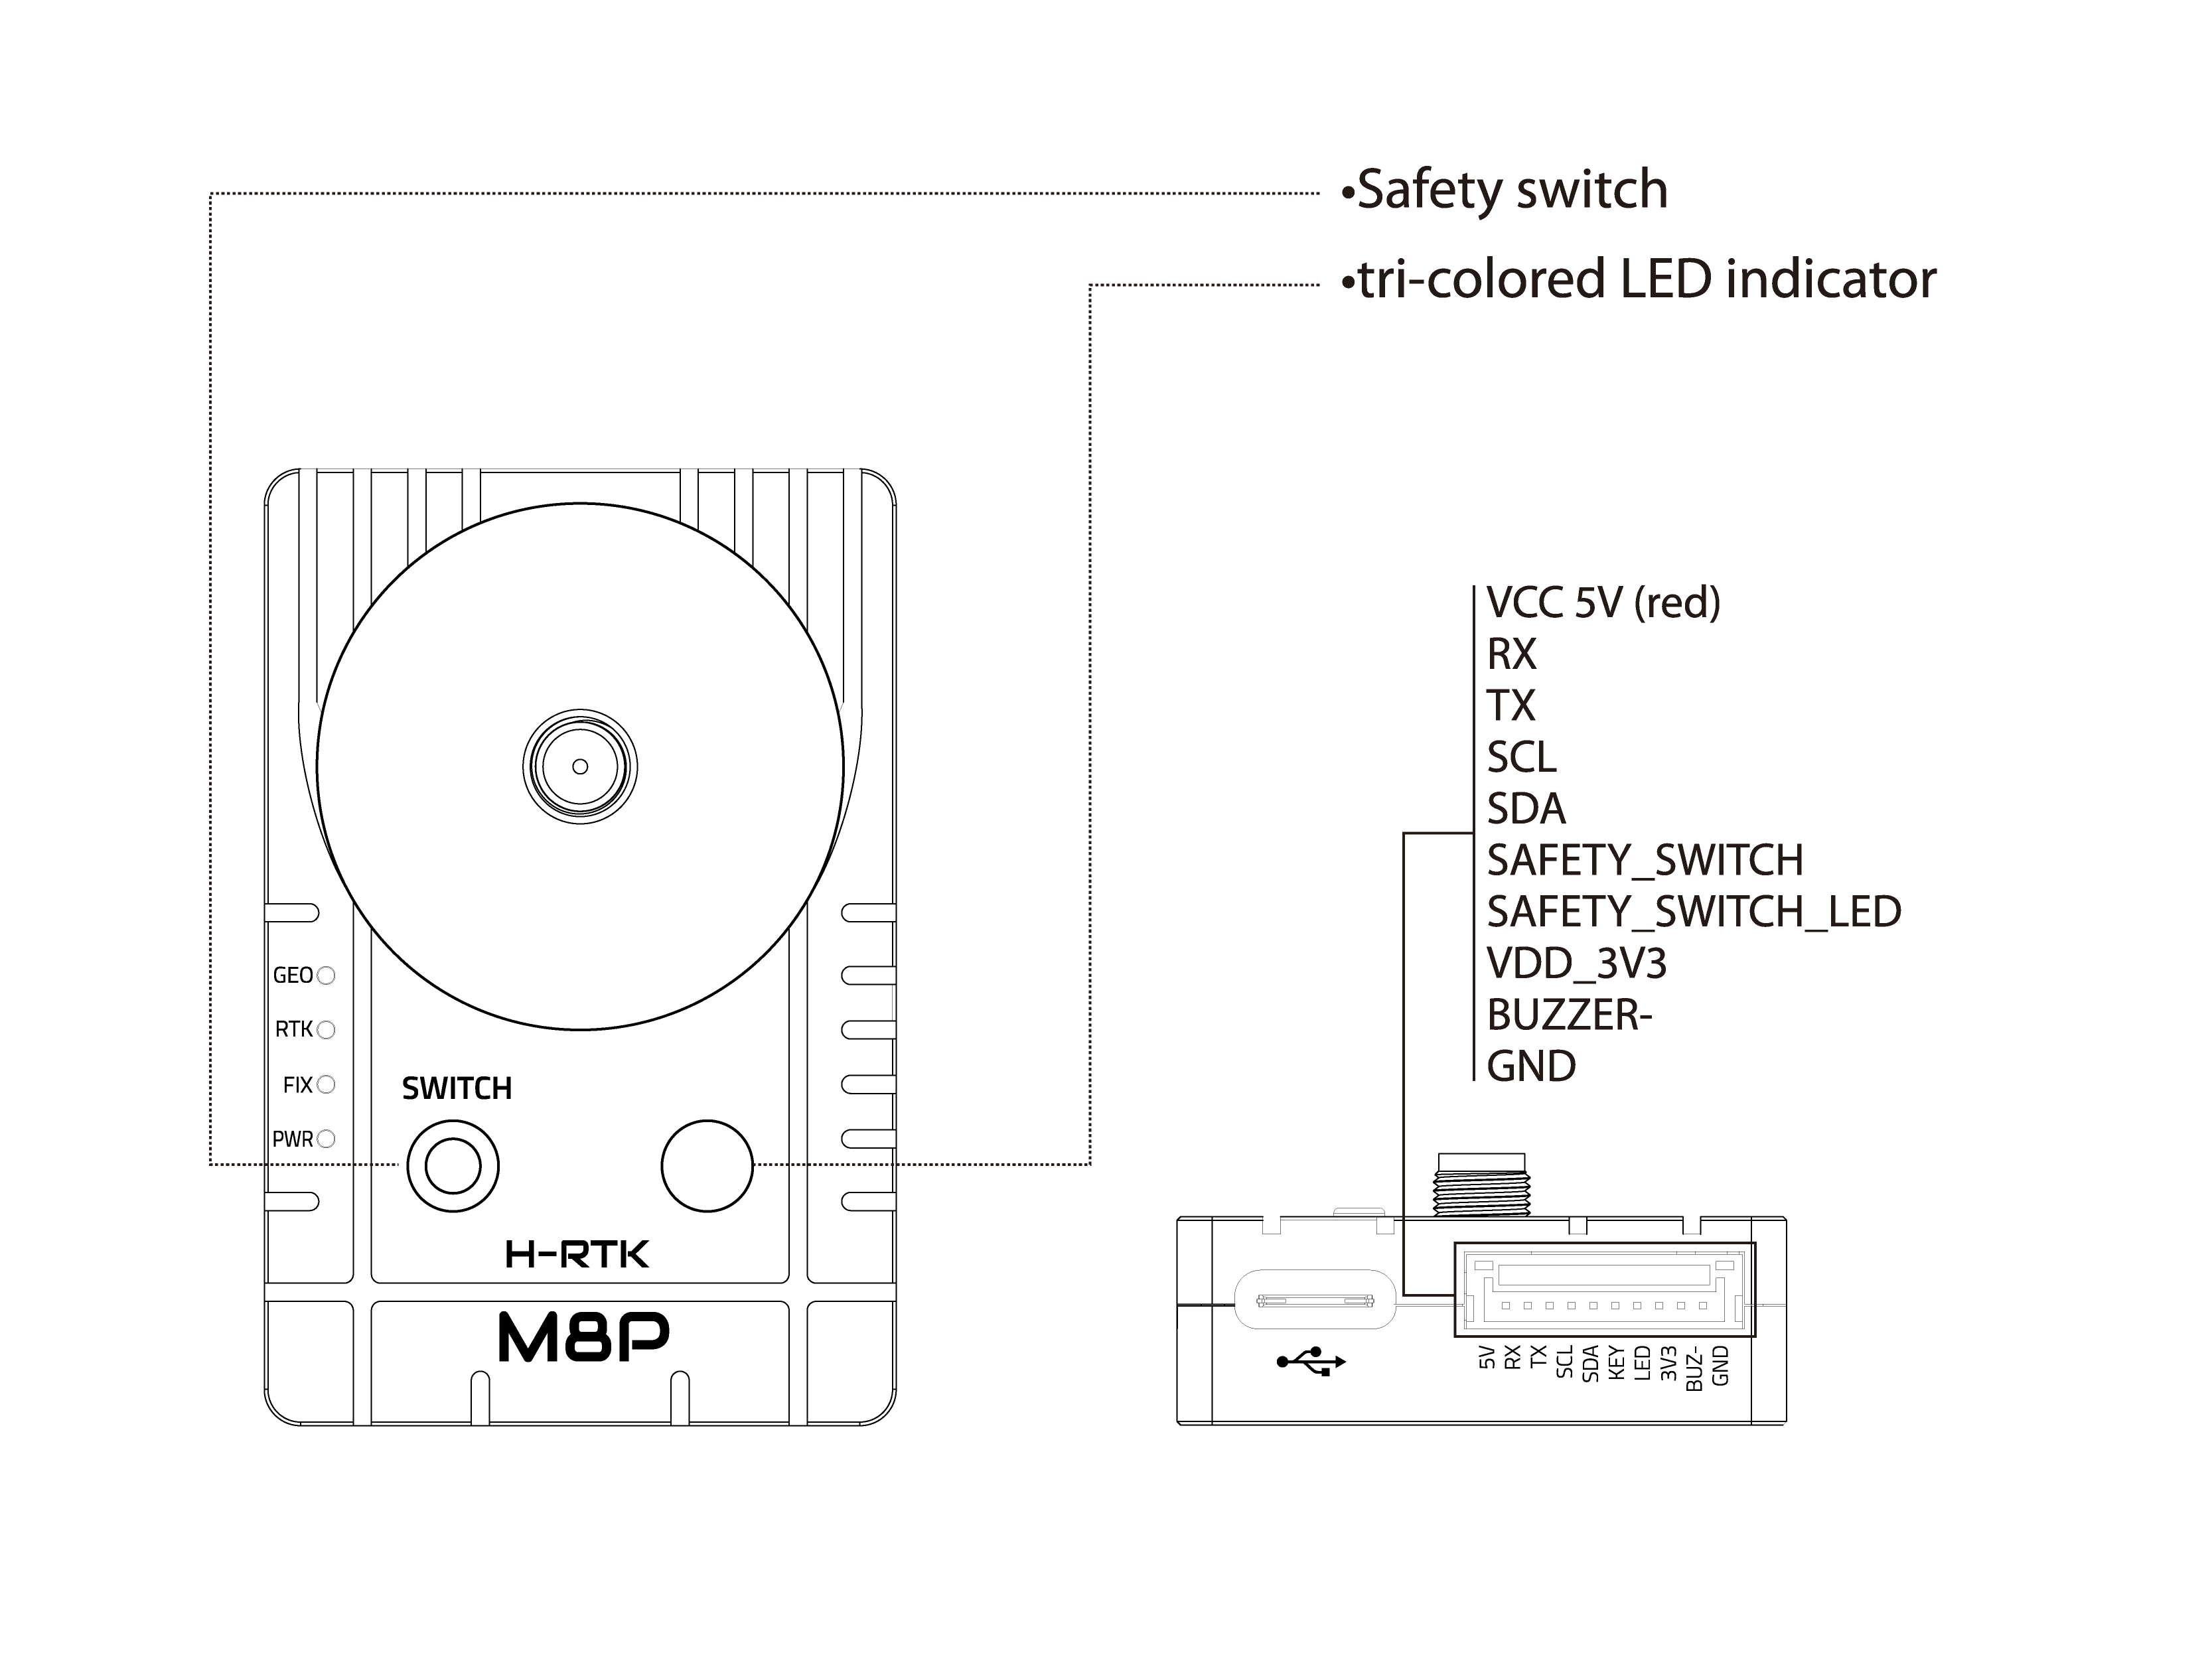 •Safety switch
•tri-colored LED indicator
VCC 5V (red)
RX
TX
SCL
SDA
SAFETY_SWITCH
SAFETY_SWITCH_LED
VDD_3V3
BUZZER-
GND
GEO
RTK
FIX
PWR
SWITCH
H-RTK
M8P
5V
RX
TX
SCL
SDA
KEY
LED
3V3
BUZ-
GND